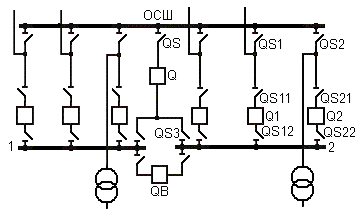 ОСШ
QS QS1 QS2
Q QS11 QS21
Q1 Q2
QS3 QS12 QS22
1 2
QB